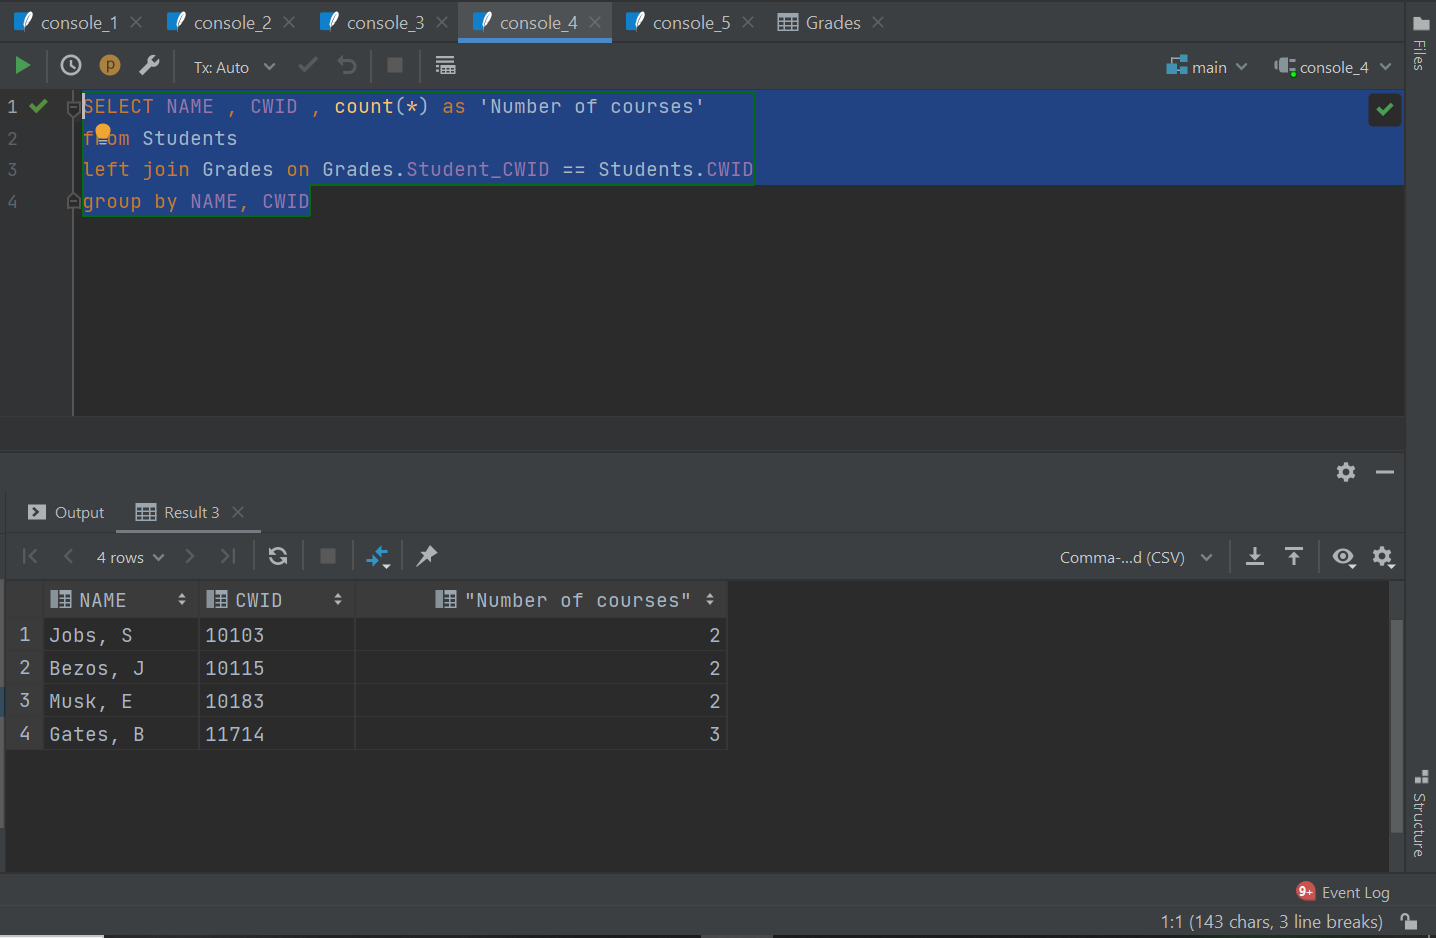 console_1 console_2 console_3 console_4 console_5 Grades
Tx: Auto main console_4
1 SELECT NAME , CWID , count(*) as 'Number of courses'
2 from Students
3 left join Grades on Grades.Student_CWID == Students.CWID
4 group by NAME, CWID
Files
Output Result 3
4 rows Comma-...d (CSV)
NAME CWID "Number of courses"
1 Jobs, S 10103 2
2 Bezos, J 10115 2
3 Musk, E 10183 2
4 Gates, B 11714 3
Structure
9+ Event Log
1:1 (143 chars, 3 line breaks)